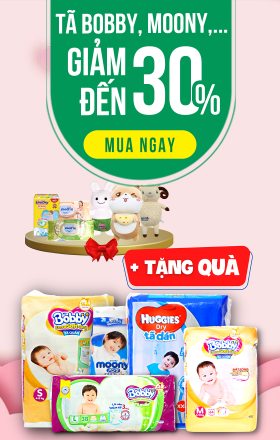 TÃ BOBBY, MOONY,...
GIẢM
ĐẾN
30%
MUA NGAY
+ TẶNG QUÀ
Bobby
S
moony
HUGGIES
Dry
tã dán
Bobby
M
Bobby
L